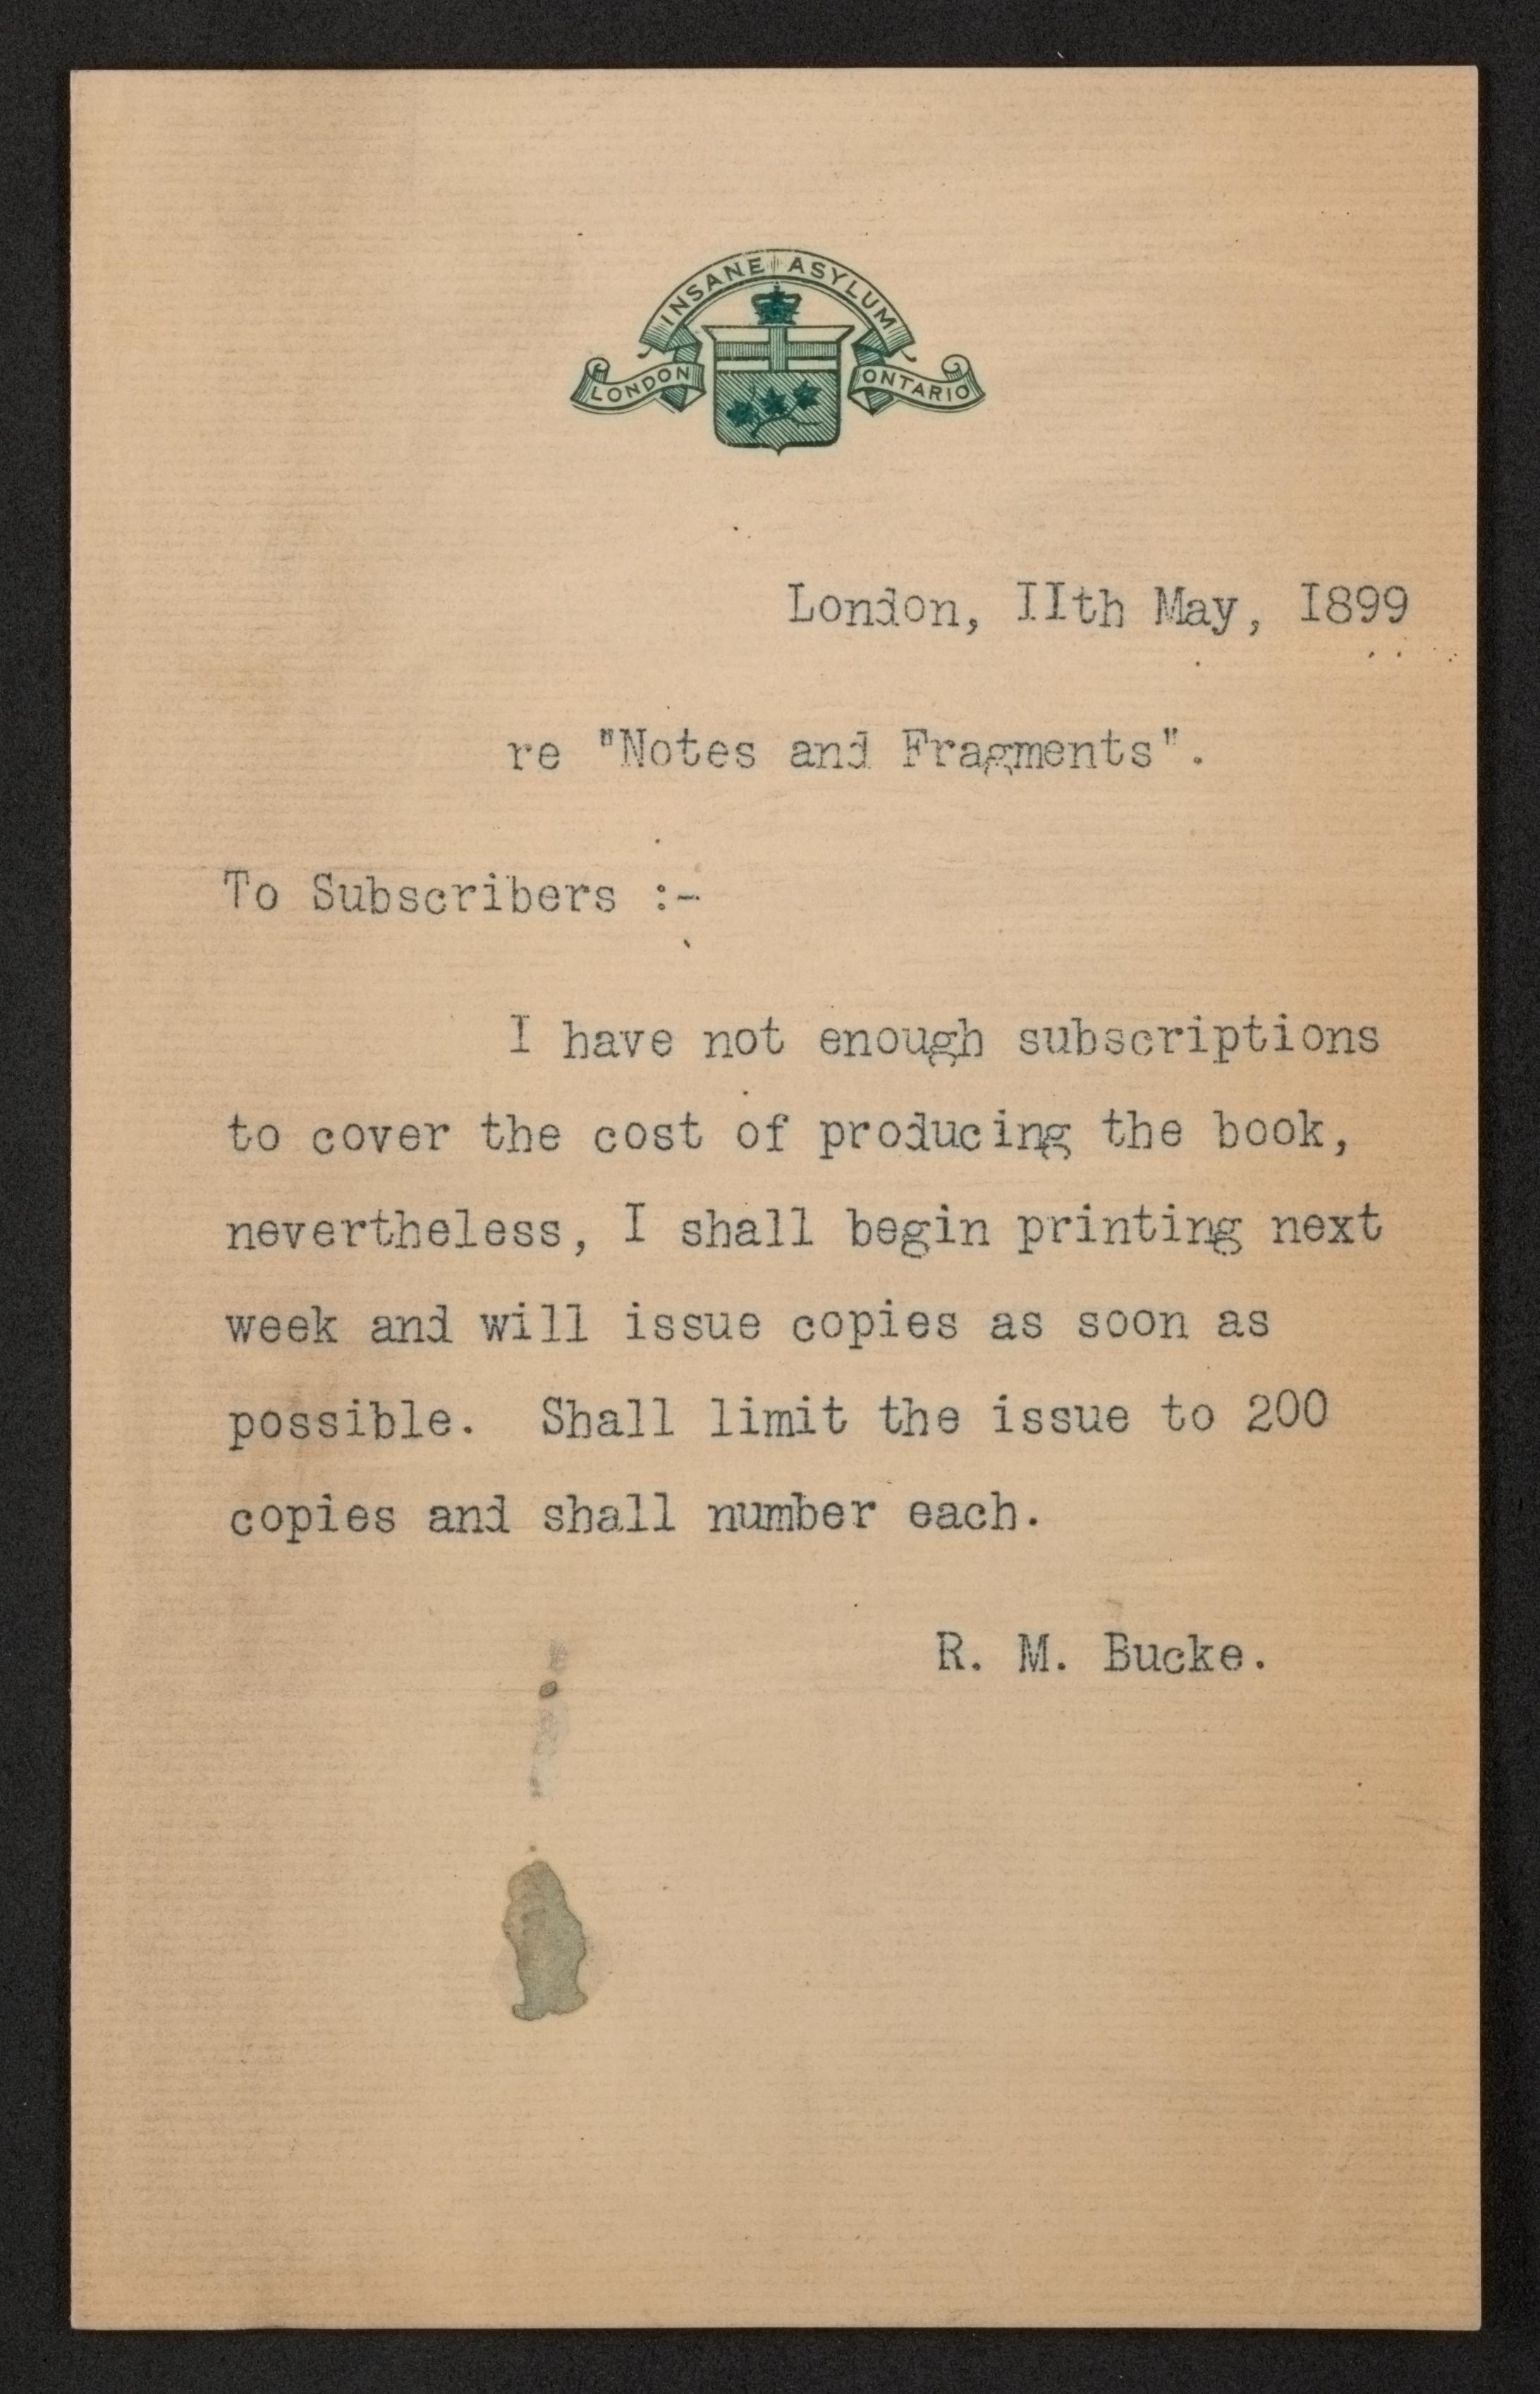 INSANE ASYLUM
LONDON ONTARIO
London, IIth May, I899
re "Notes and Fragments".
To Subscribers :-
I have not enough subscriptions
to cover the cost of producing the book,
nevertheless, I shall begin printing next
week and will issue copies as soon as
possible. Shall limit the issue to 200
copies and shall number each.
R. M. Bucke.